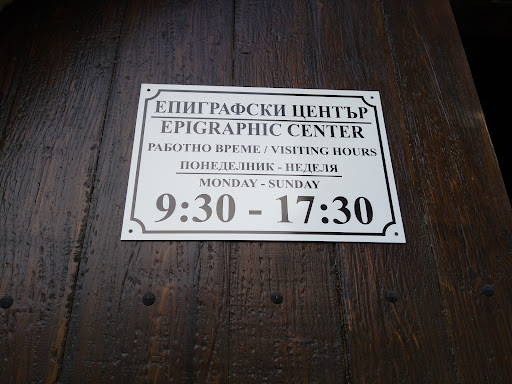 ЕПИГРАФСКИ ЦЕНТЪР
EPIGRAPHIC CENTER
РАБОТНО ВРЕМЕ / VISITING HOURS
ПОНЕДЕЛНИК - НЕДЕЛЯ
MONDAY - SUNDAY
9:30 - 17:30